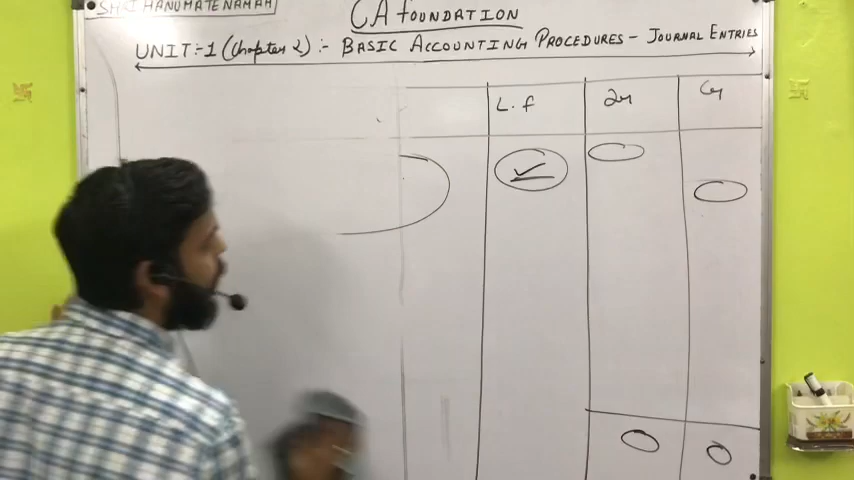 SHRI HANUMATE NAMAH
CA FOUNDATION
UNIT:-1 (Chapter 2):- BASIC ACCOUNTING PROCEDURES - JOURNAL ENTRIES
L.f Dr Cr